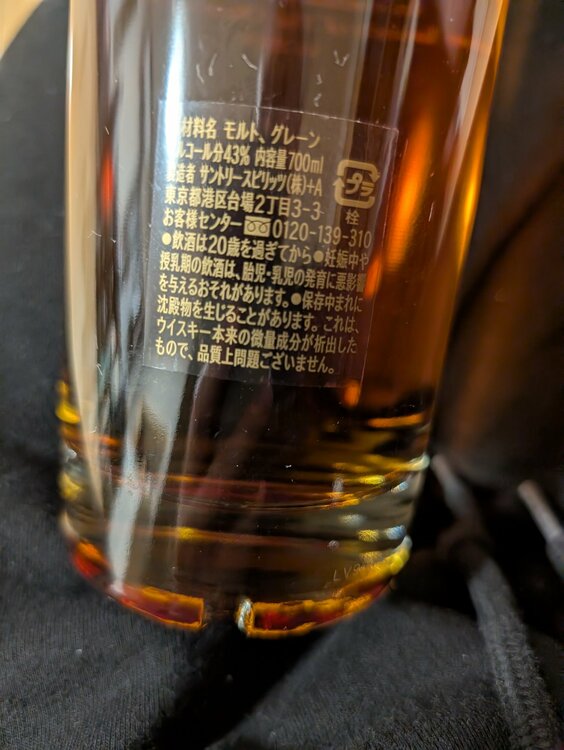 材料名 モルト、グレーン
ルコール分43% 内容量700ml
造者 サントリースピリッツ(株)+A
東京都港区台場2丁目3-3
お客様センター 0120-139-310
●飲酒は20歳を過ぎてから●妊娠中や
授乳期の飲酒は、胎児・乳児の発育に悪影響
を与えるおそれがあります。●保存中まれに
沈殿物を生じることがあります。これは、
ウイスキー本来の微量成分が析出した
もので、品質上問題ございません。
プラ
栓